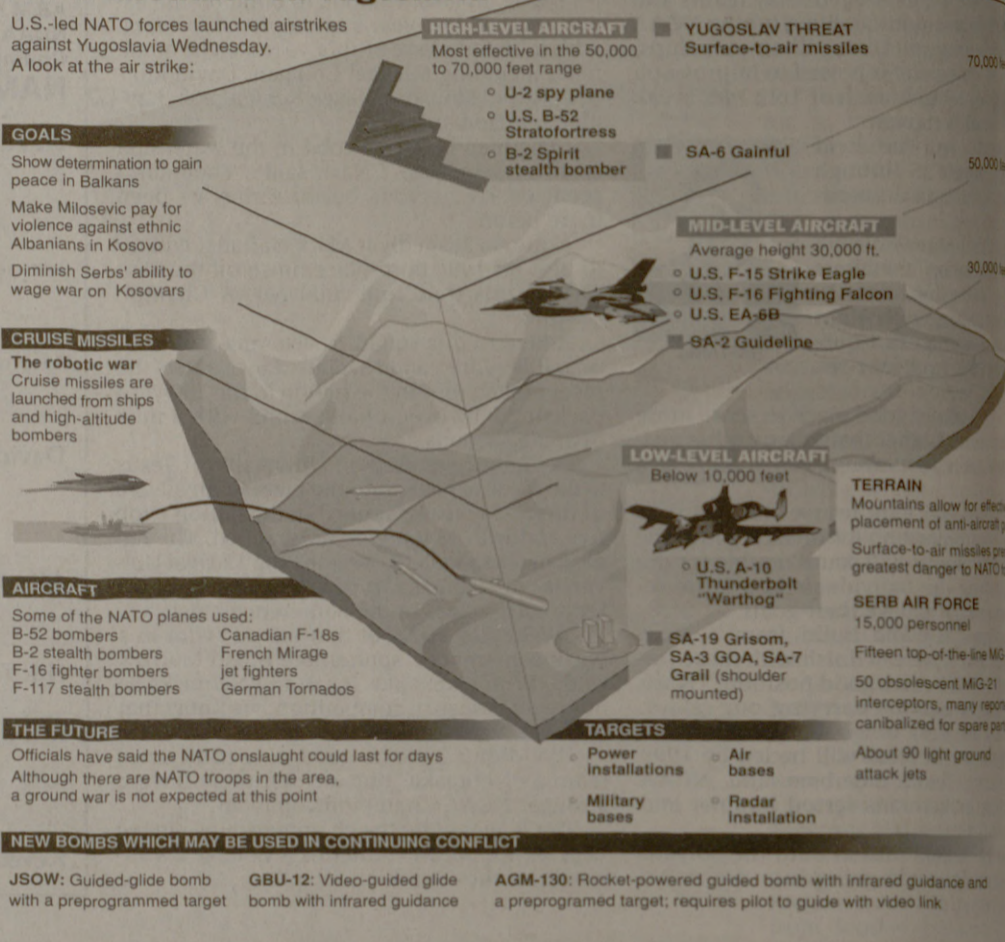 U.S.-led NATO forces launched airstrikes
against Yugoslavia Wednesday.
A look at the air strike:
GOALS
Show determination to gain
peace in Balkans
Make Milosevic pay for
violence against ethnic
Albanians in Kosovo
Diminish Serbs' ability to
wage war on Kosovars
CRUISE MISSILES
The robotic war
Cruise missiles are
launched from ships
and high-altitude
bombers
HIGH-LEVEL AIRCRAFT
Most effective in the 50,000
to 70,000 feet range
U-2 spy plane
U.S. B-52
Stratofortress
B-2 Spirit
stealth bomber
YUGOSLAV THREAT
Surface-to-air missiles
SA-6 Gainful
70,000
50,000
30,000
MID-LEVEL AIRCRAFT
Average height 30,000 ft.
U.S. F-15 Strike Eagle
U.S. F-16 Fighting Falcon
U.S. EA-6B
SA-2 Guideline
LOW-LEVEL AIRCRAFT
Below 10,000 feet
U.S. A-10
Thunderbolt
"Warthog"
SA-19 Grisom,
SA-3 GOA, SA-7
Grail (shoulder
mounted)
TERRAIN
Mountains allow for
placement of anti-aircraft
Surface-to-air missiles
greatest danger to NATO
SERB AIR FORCE
15,000 personnel
Fifteen top-of-the-line
50 obsolescent MiG-21
interceptors, many
canibalized for spare
About 90 light ground
attack jets
AIRCRAFT
Some of the NATO planes used:
B-52 bombers
B-2 stealth bombers
F-16 fighter bombers
F-117 stealth bombers
Canadian F-18s
French Mirage
jet fighters
German Tornados
THE FUTURE
Officials have said the NATO onslaught could last for days
Although there are NATO troops in the area,
a ground war is not expected at this point
TARGETS
Power
installations
Air
bases
Military
bases
Radar
Installation
NEW BOMBS WHICH MAY BE USED IN CONTINUING CONFLICT
JSOW: Guided-glide bomb
with a preprogrammed target
GBU-12: Video-guided glide
bomb with infrared guidance
AGM-130: Rocket-powered guided bomb with infrared guidance and
a preprogramed target; requires pilot to guide with video link